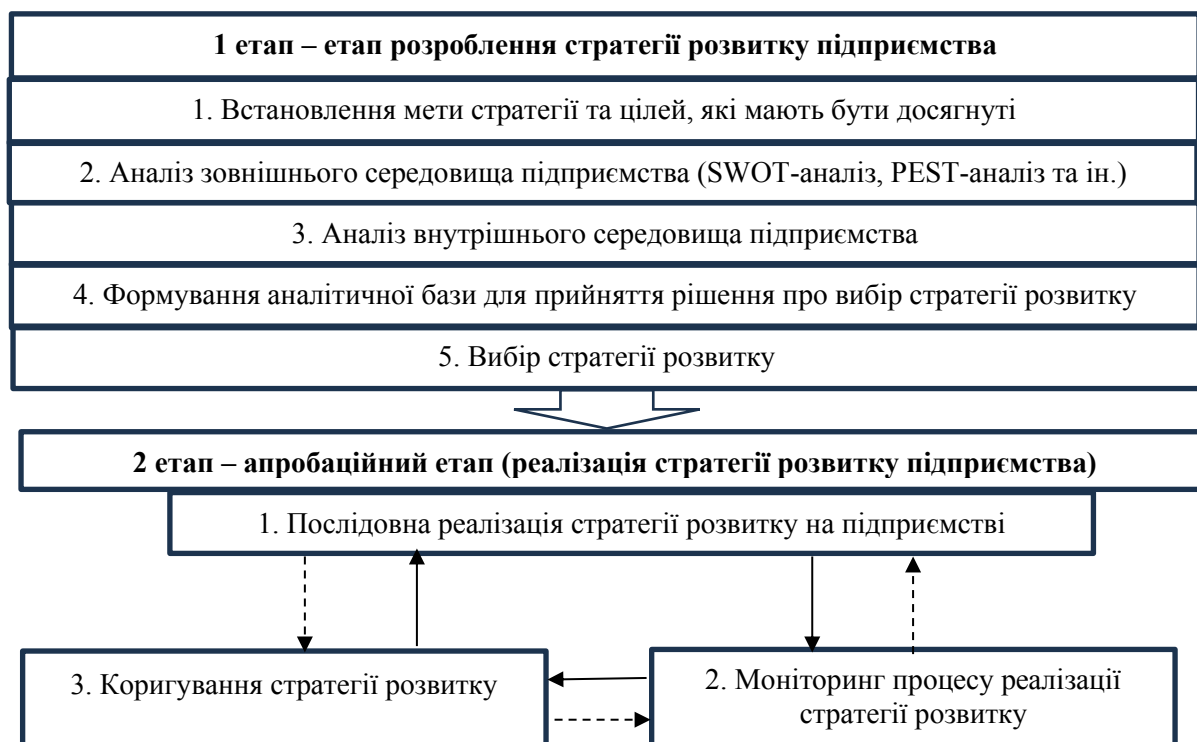 1 етап – етап розроблення стратегії розвитку підприємства
1. Встановлення мети стратегії та цілей, які мають бути досягнуті
2. Аналіз зовнішнього середовища підприємства (SWOT-аналіз, PEST-аналіз та ін.)
3. Аналіз внутрішнього середовища підприємства
4. Формування аналітичної бази для прийняття рішення про вибір стратегії розвитку
5. Вибір стратегії розвитку
2 етап – апробаційний етап (реалізація стратегії розвитку підприємства)
1. Послідовна реалізація стратегії розвитку на підприємстві
3. Коригування стратегії розвитку
2. Моніторинг процесу реалізації
стратегії розвитку